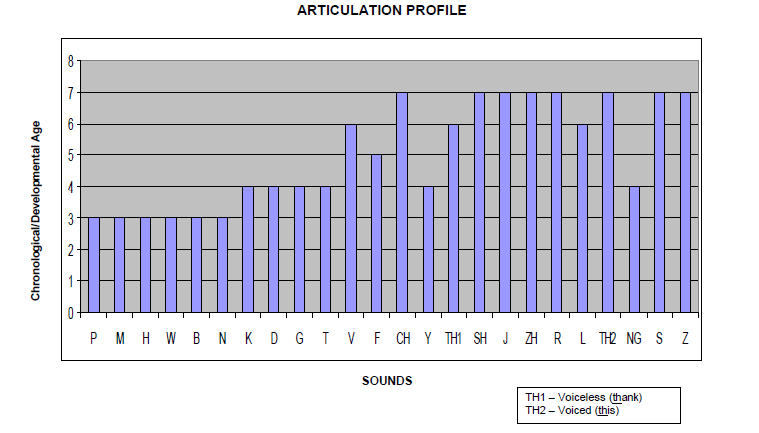 ARTICULATION PROFILE
8
7
6
5
4
3
2
1
0
Chronological/Developmental Age
P M H W B N K D G T V F CH Y TH1 SH J ZH R L TH2 NG S Z
SOUNDS
TH1 – Voiceless (thank)
TH2 – Voiced (this)